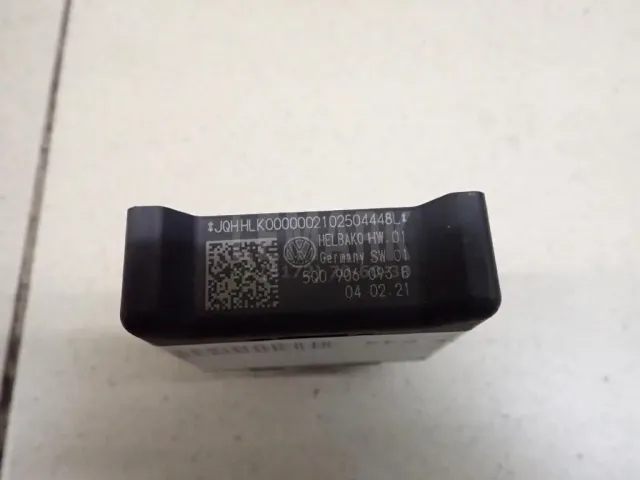 *JQHHLK0000002102504448L*
HELBAKO HW.01
Germany SW.01
5Q0 906 093 B
04.02.21